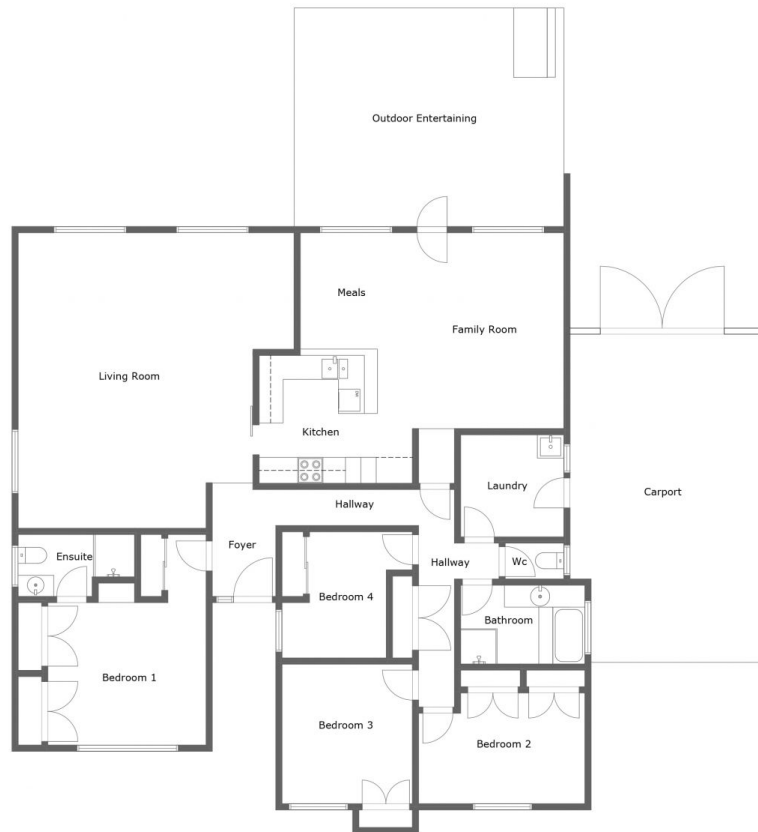 Outdoor Entertaining
Meals
Family Room
Living Room
Kitchen
Laundry
Carport
Hallway
Foyer
Ensuite
Hallway
Wc
Bedroom 4
Bathroom
Bedroom 1
Bedroom 3
Bedroom 2